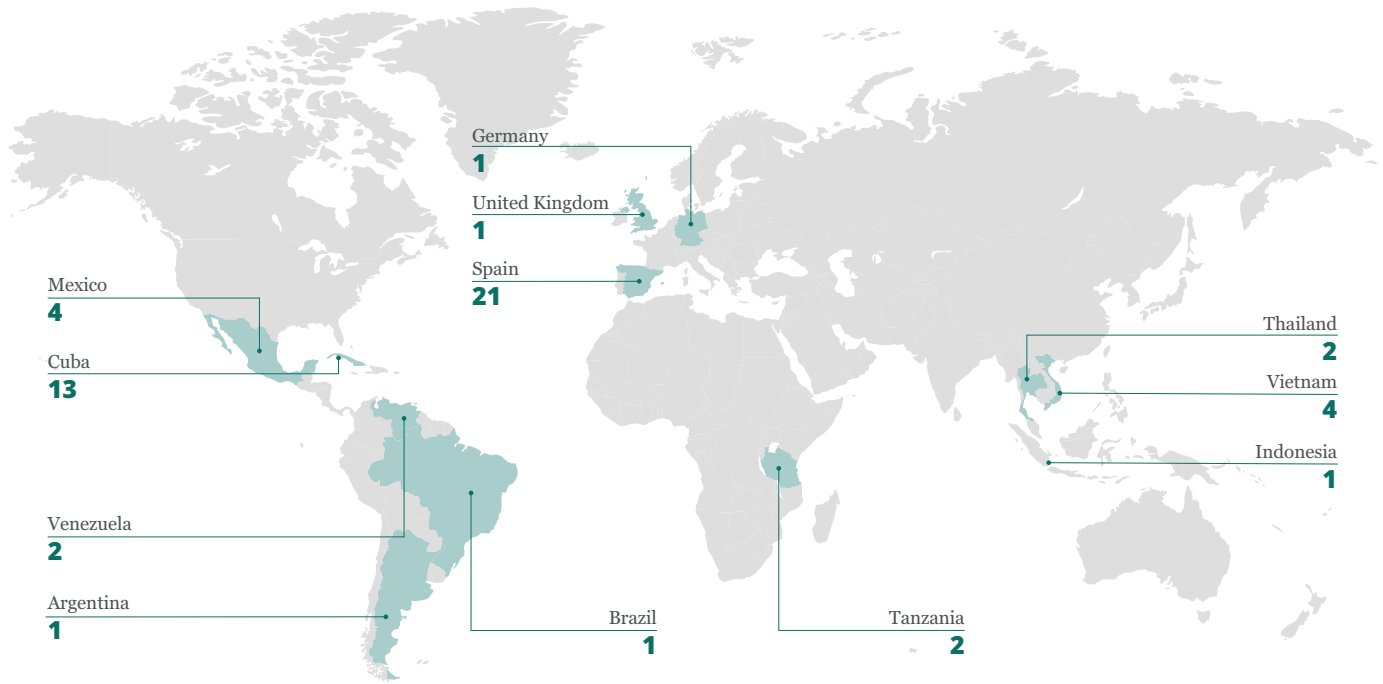 Germany
1
United Kingdom
1
Spain
21
Mexico
4
Cuba
13
Thailand
2
Vietnam
4
Indonesia
1
Venezuela
2
Argentina
1
Brazil
1
Tanzania
2